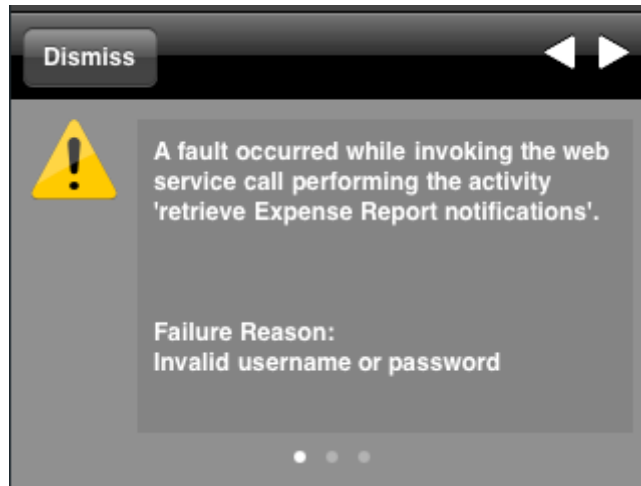 Dismiss
A fault occurred while invoking the web
service call performing the activity
'retrieve Expense Report notifications'.
Failure Reason:
Invalid username or password